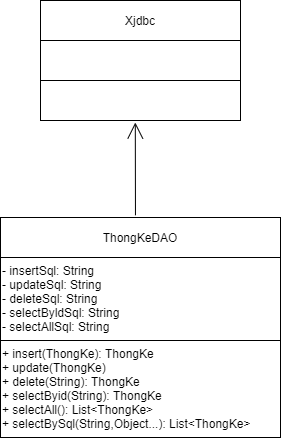 Xjdbc
ThongKeDAO
- insertSql: String
- updateSql: String
- deleteSql: String
- selectByIdSql: String
- selectAllSql: String
+ insert(ThongKe): ThongKe
+ update(ThongKe)
+ delete(String): ThongKe
+ selectByid(String): ThongKe
+ selectAll(): List<ThongKe>
+ selectBySql(String,Object...): List<ThongKe>